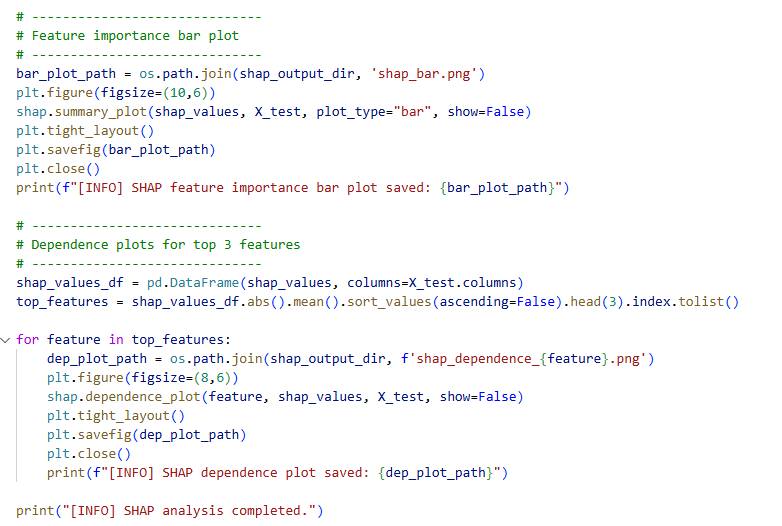 # ------------------------------
# Feature importance bar plot
# ------------------------------
bar_plot_path = os.path.join(shap_output_dir, 'shap_bar.png')
plt.figure(figsize=(10,6))
shap.summary_plot(shap_values, X_test, plot_type="bar", show=False)
plt.tight_layout()
plt.savefig(bar_plot_path)
plt.close()
print(f"[INFO] SHAP feature importance bar plot saved: {bar_plot_path}")

# ------------------------------
# Dependence plots for top 3 features
# ------------------------------
shap_values_df = pd.DataFrame(shap_values, columns=X_test.columns)
top_features = shap_values_df.abs().mean().sort_values(ascending=False).head(3).index.tolist()

for feature in top_features:
    dep_plot_path = os.path.join(shap_output_dir, f'shap_dependence_{feature}.png')
    plt.figure(figsize=(8,6))
    shap.dependence_plot(feature, shap_values, X_test, show=False)
    plt.tight_layout()
    plt.savefig(dep_plot_path)
    plt.close()
    print(f"[INFO] SHAP dependence plot saved: {dep_plot_path}")

print("[INFO] SHAP analysis completed.")